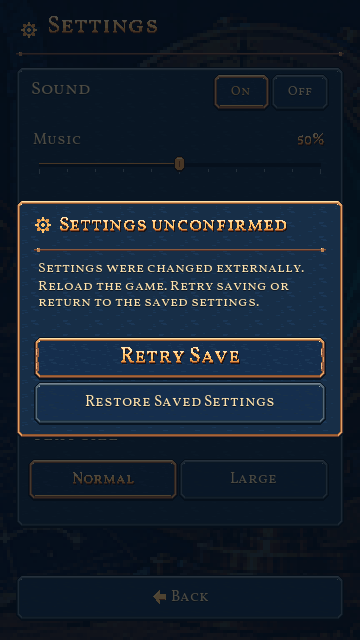 Settings
Sound
On
Off
Music
50%
Settings unconfirmed
Settings were changed externally.
Reload the game. Retry saving or
return to the saved settings.
Retry Save
Restore Saved Settings
Normal
Large
Back